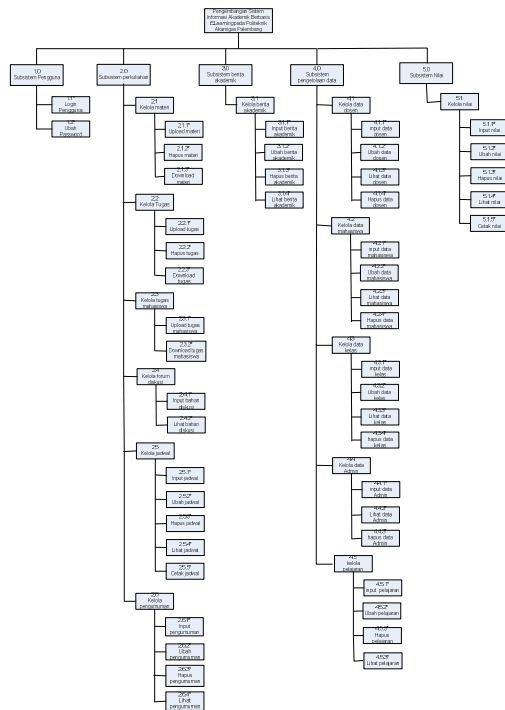 Pengembangan Sistem
Informasi Akademik Berbasis
ELearningpada Politeknik
Akamigas Palembang
1.0
Subsistem Pengguna
1.1*
Login
Pengguna
1.2*
Ubah
Password
2.0
Subsistem perkuliahan
2.1
Kelola materi
2.1.1*
Upload materi
2.1.2*
Hapus materi
2.1.3*
Download
materi
2.2
Kelola Tugas
2.2.1*
Upload tugas
2.2.2*
Hapus tugas
2.2.3*
Download
tugas
2.3
Kelola tugas
mahasiswa
2.3.1*
Upload tugas
mahasiswa
2.3.2*
Download tugas
mahasiswa
2.4
Kelola forum
diskusi
2.4.1*
Input bahan
diskusi
2.4.2*
Lihat bahan
diskusi
2.5
Kelola jadwal
2.5.1*
Input jadwal
2.5.2*
Ubah jadwal
2.5.3*
Hapus jadwal
2.5.4*
Lihat jadwal
2.5.5*
Cetak jadwal
2.6
Kelola
pengumuman
2.6.1*
Input
pengumuman
2.6.2*
Ubah
pengumuman
2.6.3*
Hapus
pengumuman
2.6.4*
Lihat
pengumuman
3.0
Subsistem berita
akademik
3.1
Kelola berita
akademik
3.1.1*
Input berita
akademik
3.1.2*
Ubah berita
akademik
3.1.3*
Hapus berita
akademik
3.1.4*
Lihat berita
akademik
4.0
Subsistem
pengelolaan data
4.1
Kelola data
dosen
4.1.1*
input data
dosen
4.1.2*
Ubah data
dosen
4.1.3*
Lihat data
dosen
4.1.4*
Hapus data
dosen
4.2
Kelola data
mahasiswa
4.2.1*
input data
mahasiswa
4.2.2*
Ubah data
mahasiswa
4.2.3*
Lihat data
mahasiswa
4.2.4*
Hapus data
mahasiswa
4.3
Kelola data
kelas
4.3.1*
input data
kelas
4.3.2*
Ubah data
kelas
4.3.3*
Lihat data
kelas
4.3.4*
hapus data
kelas
4.4
Kelola data
Admin
4.4.1*
input data
Admin
4.4.2*
Lihat data
Admin
4.4.3*
hapus data
Admin
4.5
kelola
pelajaran
4.5.1*
input pelajaran
4.5.2*
Ubah pelajaran
4.5.3*
Hapus
pelajaran
4.5.3*
Lihat pelajaran
5.0
Subsistem Nilai
5.1
Kelola nilai
5.1.1*
Input nilai
5.1.2*
Ubah nilai
5.1.3*
Hapus nilai
5.1.4*
Lihat nilai
5.1.5*
Cetak nilai